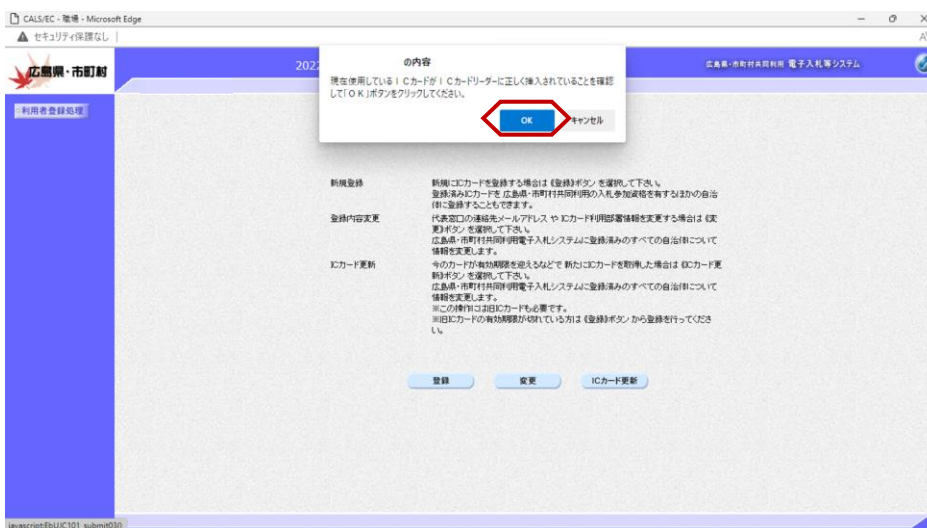 CALS/EC - 職場 - Microsoft Edge
セキュリティ保護なし
広島県・市町村
2022
の内容
現在使用しているICカードがICカードリーダーに正しく挿入されていることを確認
して「OK」ボタンをクリックしてください。
OK
キャンセル
広島県・市町村共同利用 電子入札等システム
利用者登録処理
新規登録
新規にICカードを登録する場合は《登録》ボタン を選択して下さい。
登録済みICカードを 広島県・市町村共同利用の入札参加資格を有するほかの自治
体に登録することもできます。
登録内容変更
代表窓口の連絡先メールアドレス や ICカード利用部署情報を変更する場合は《変
更》ボタン を選択して下さい。
広島県・市町村共同利用電子入札システムに登録済みのすべての自治体について
情報を変更します。
ICカード更新
今のカードが有効期限を迎えるなどで 新たにICカードを取得した場合は《ICカード更
新》ボタン を選択して下さい。
広島県・市町村共同利用電子入札システムに登録済みのすべての自治体について
情報を変更します。
※この操作には旧ICカードも必要です。
※旧ICカードの有効期限が切れている方は《登録》ボタン から登録を行ってくださ
い。
登録
変更
ICカード更新
javascript:EbUJC101_submit030